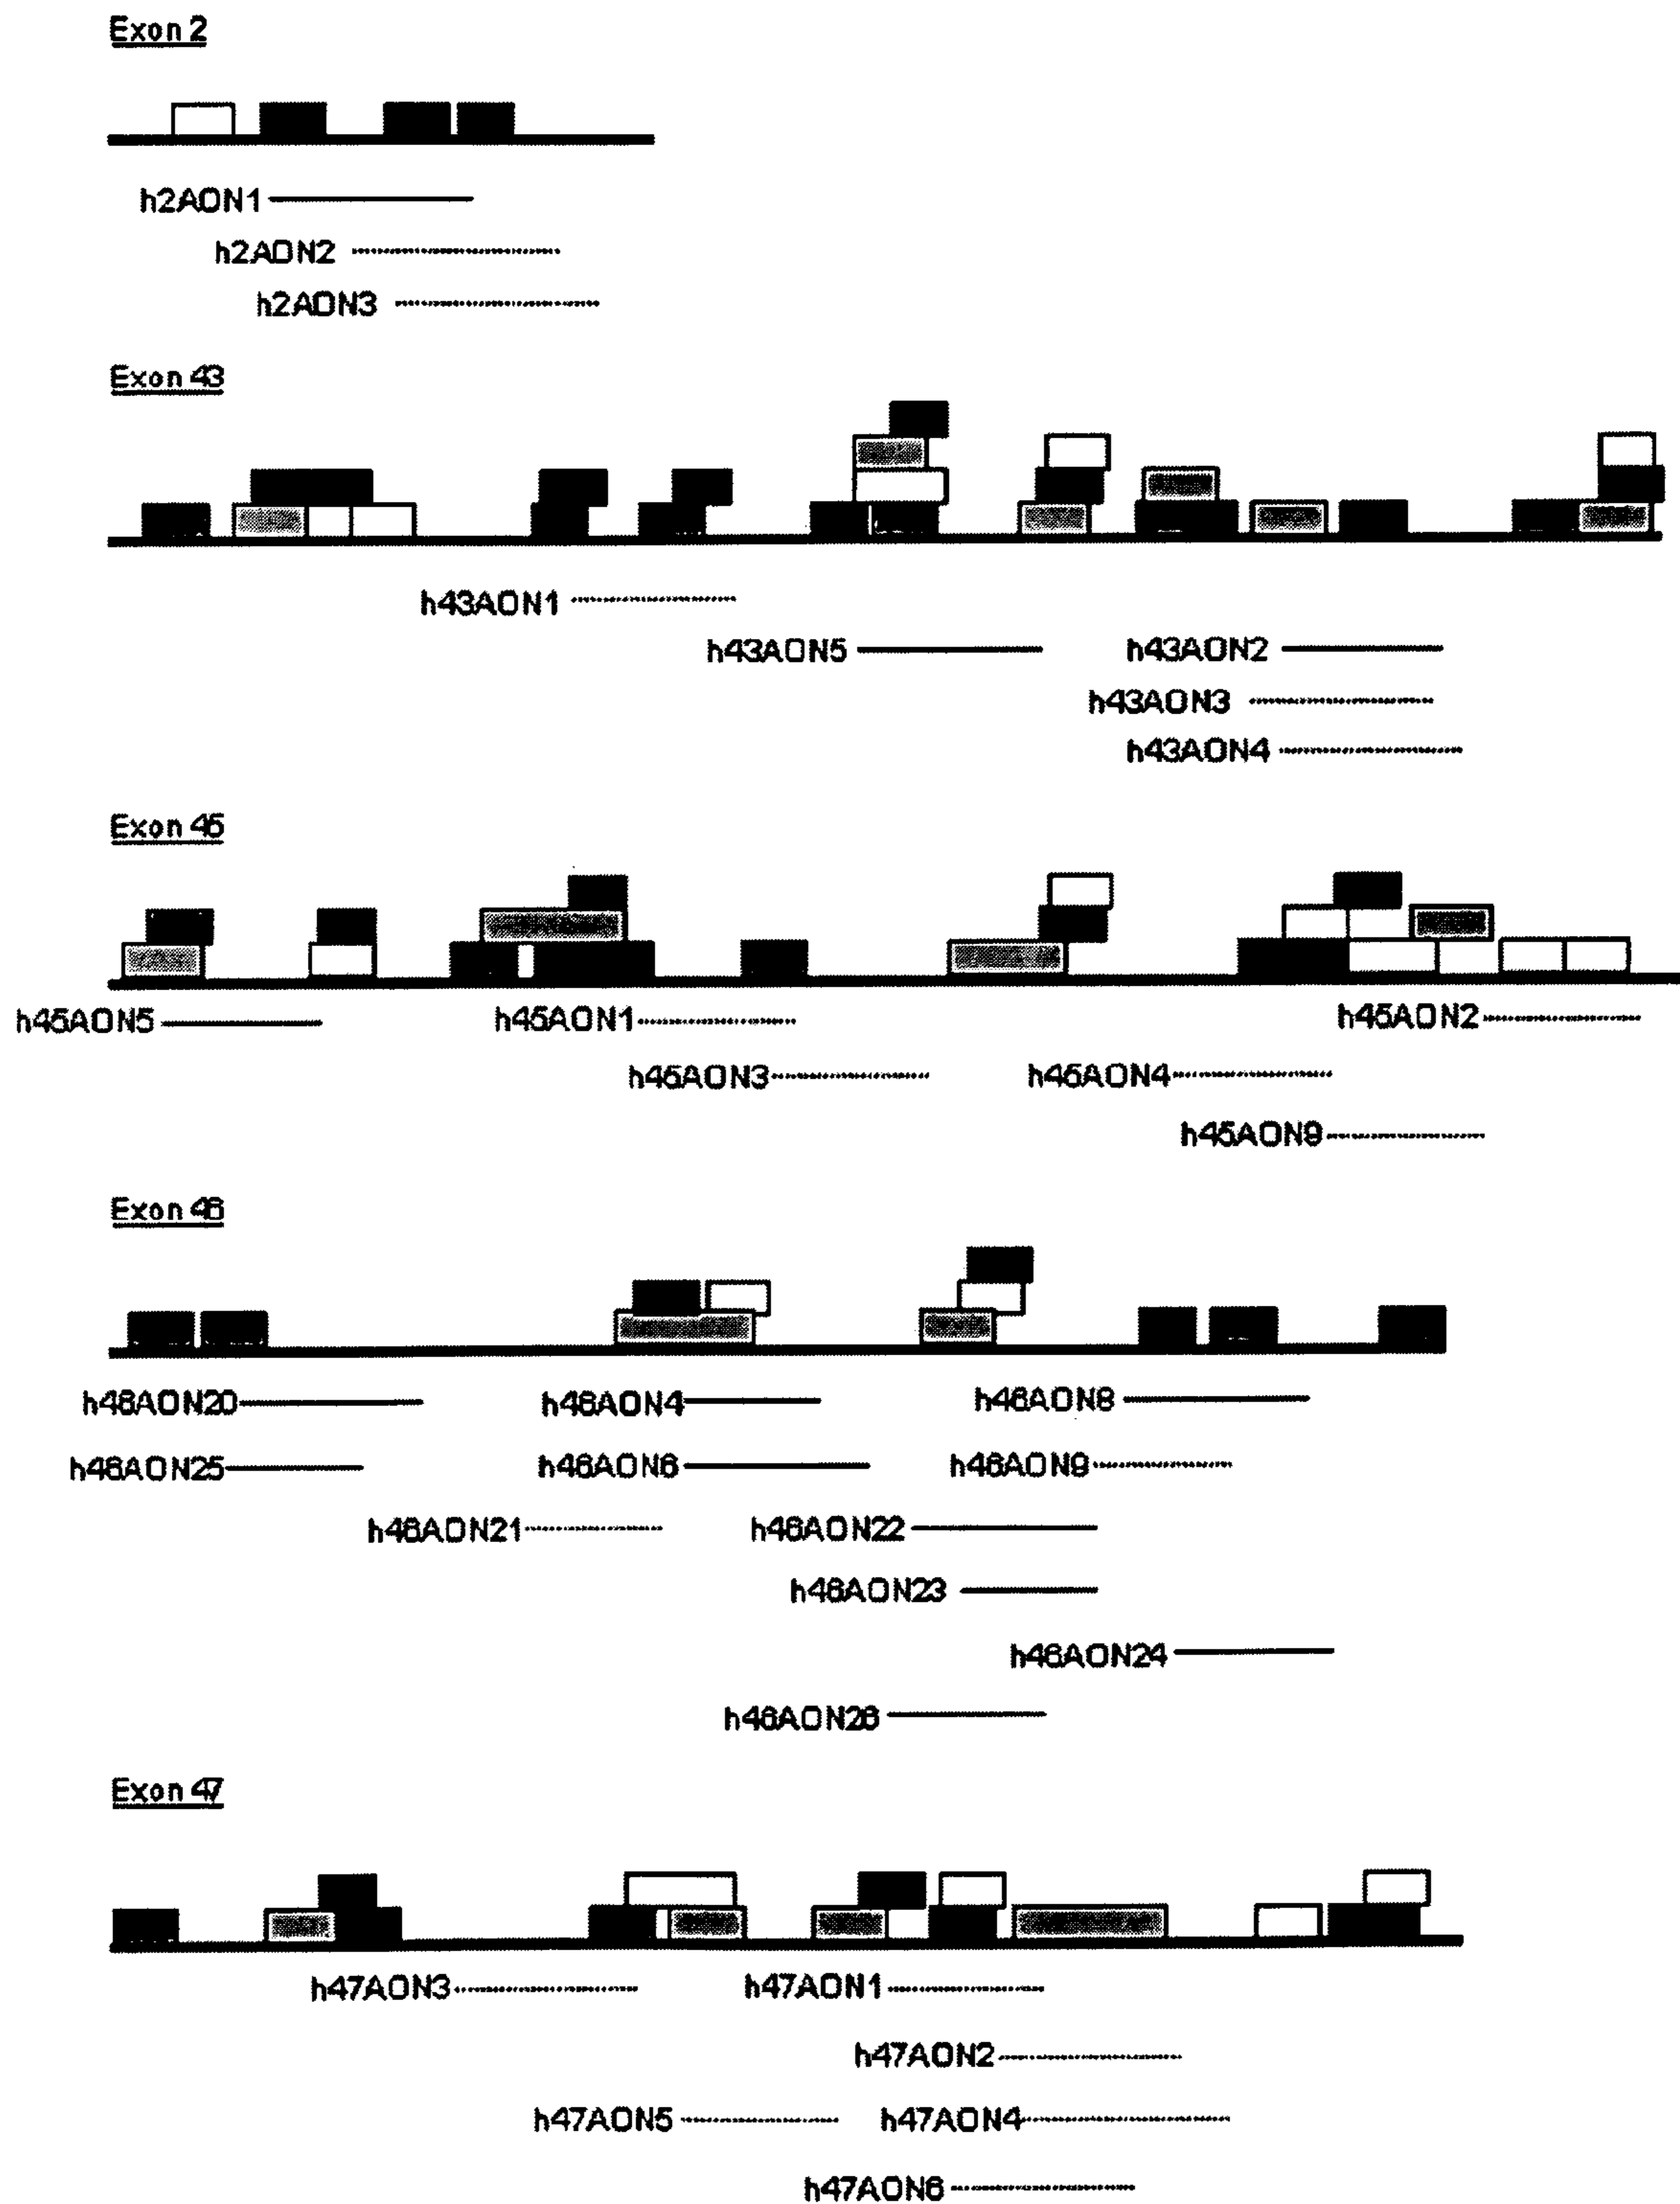 Exon 2
h2AON1
h2AON2
h2AON3
Exon 43
h43AON1
h43AON5 h43AON2
h43AON3
h43AON4
Exon 45
h45AON5 h45AON1 h45AON2
h45AON3 h45AON4
h45AON9
Exon 46
h46AON20 h46AON4 h46AON8
h46AON25 h46AON6 h46AON9
h46AON21 h46AON22
h46AON23
h46AON24
h46AON26
Exon 47
h47AON3 h47AON1
h47AON2
h47AON5 h47AON4
h47AON6